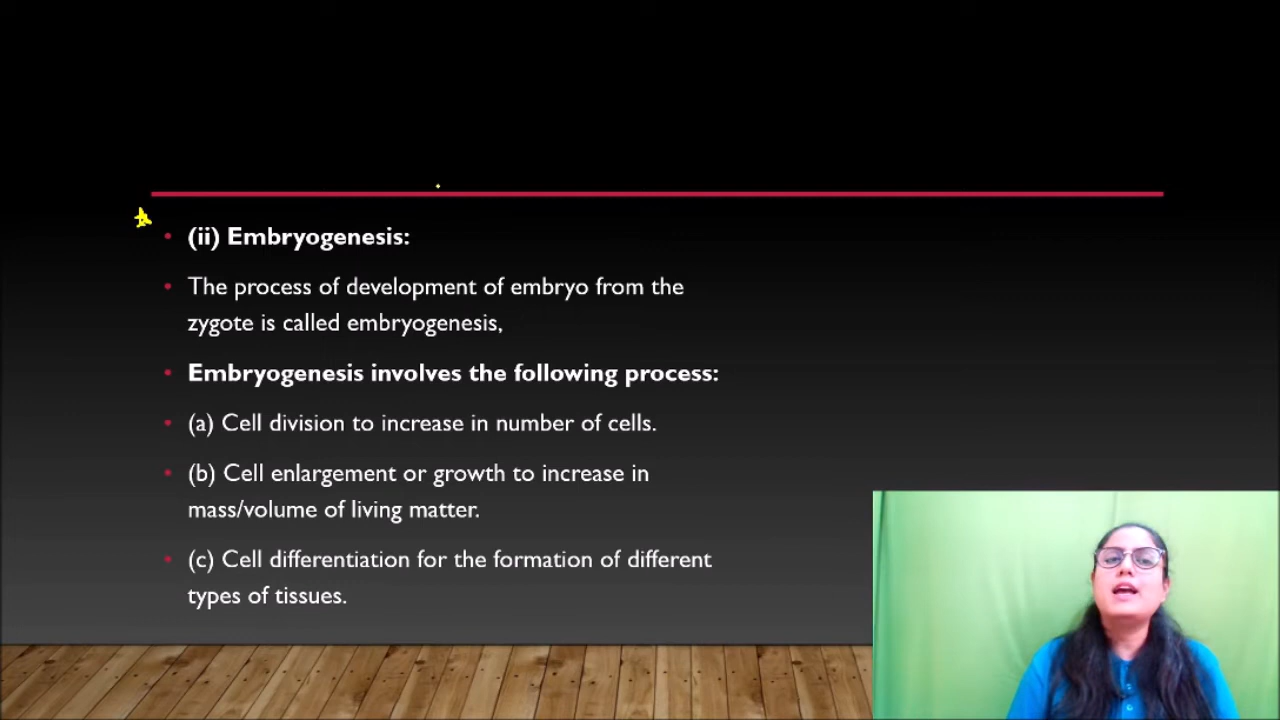 (ii) Embryogenesis:
The process of development of embryo from the
zygote is called embryogenesis,
Embryogenesis involves the following process:
(a) Cell division to increase in number of cells.
(b) Cell enlargement or growth to increase in
mass/volume of living matter.
(c) Cell differentiation for the formation of different
types of tissues.